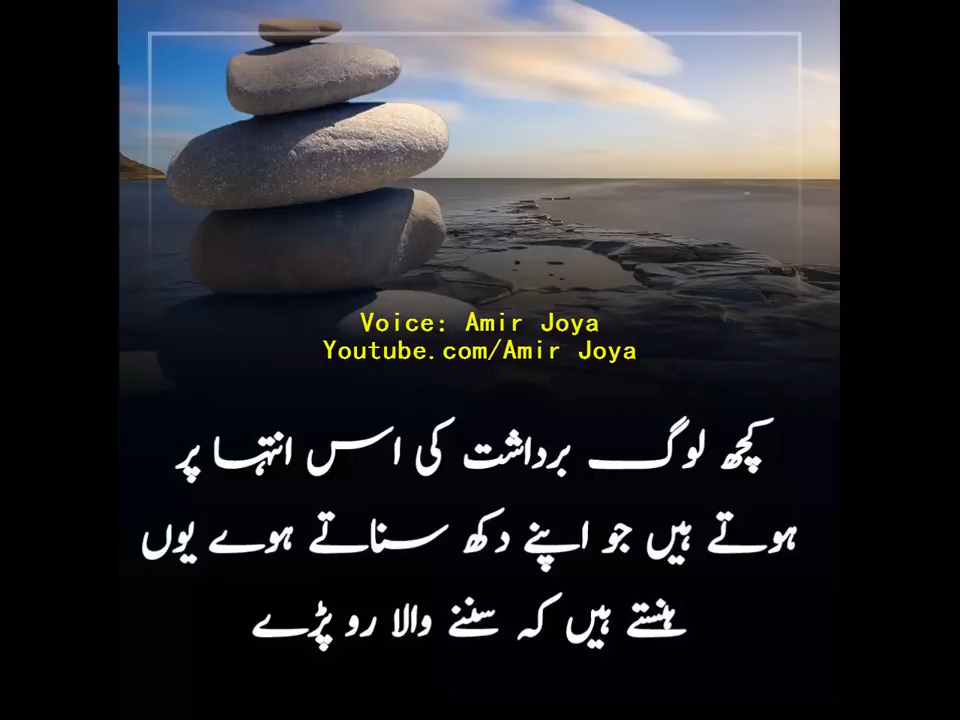 Voice: Amir Joya
Youtube.com/Amir Joya
کچھ لوگ برداشت کی اس انتہا پر
ہوتے ہیں جو اپنے دکھ سناتے ہوے یوں
ہنستے ہیں کہ سننے والا رو پڑے